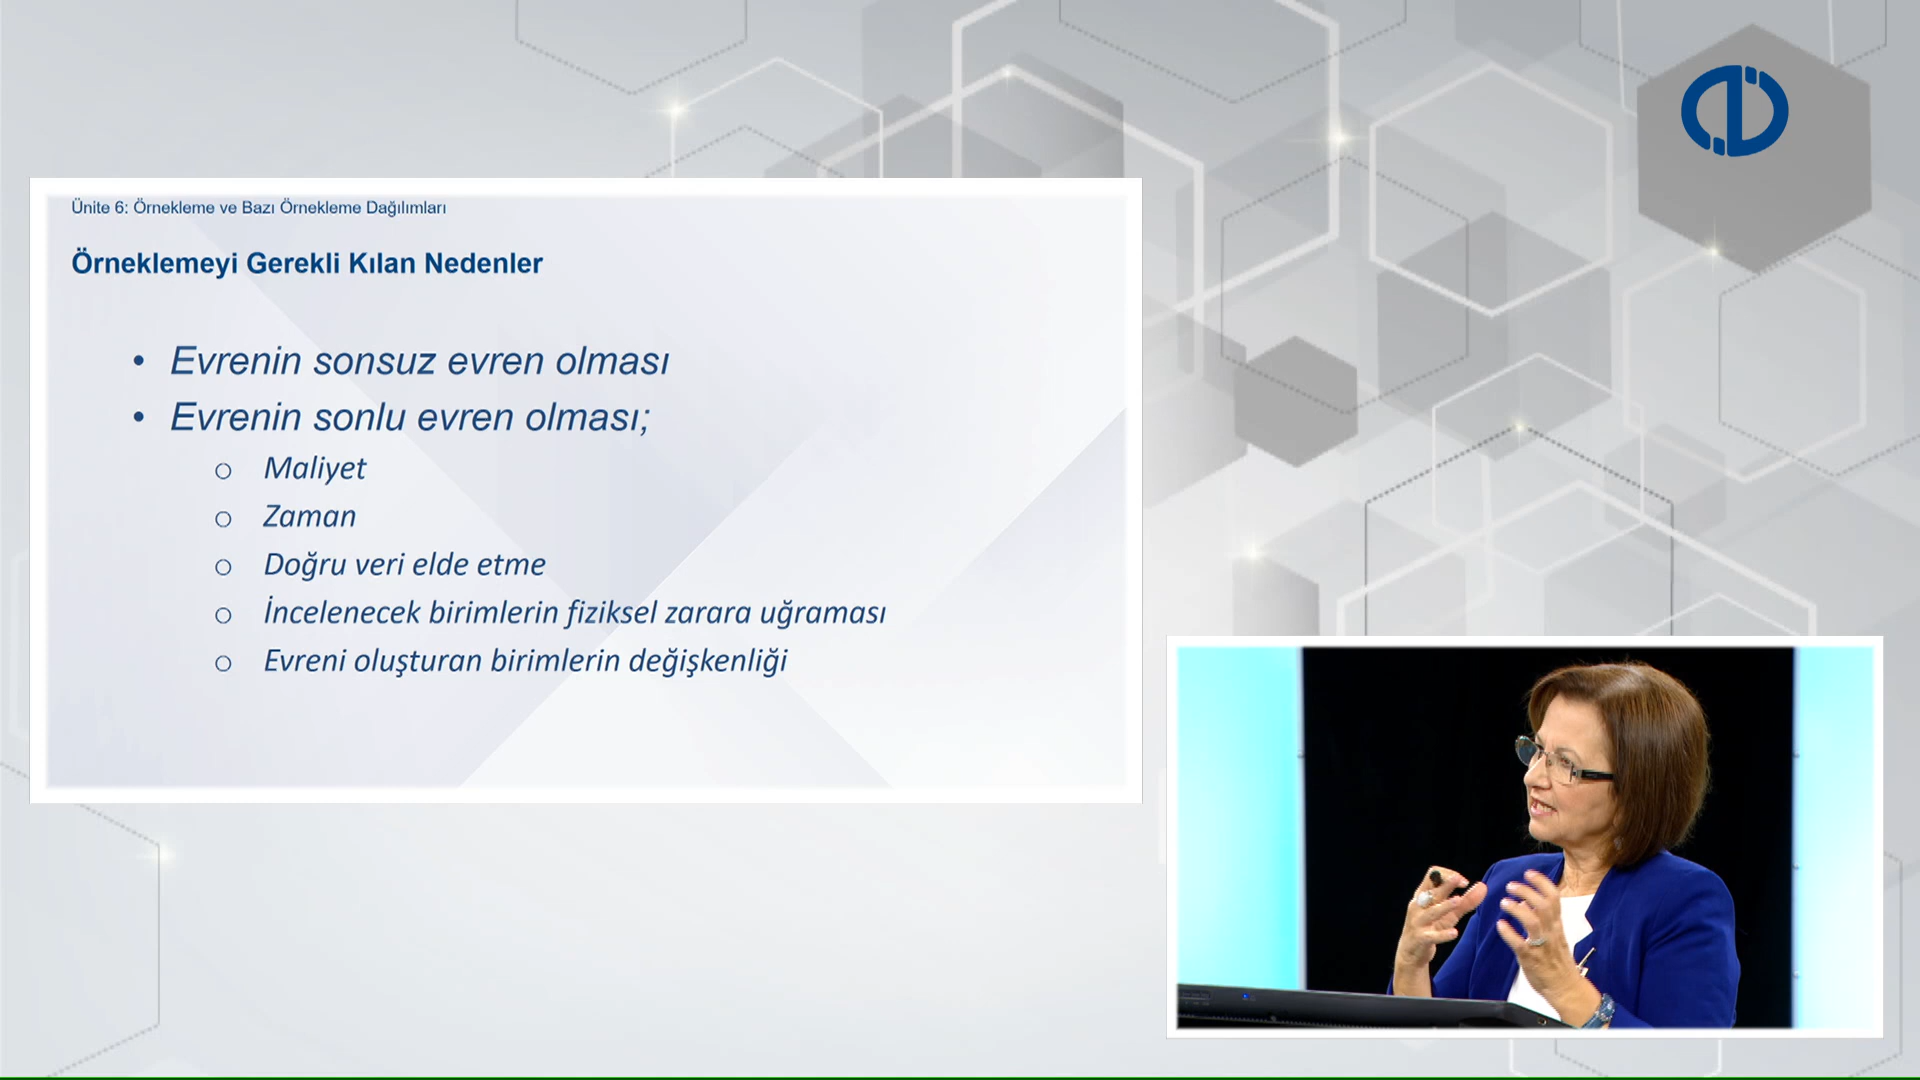 Ünite 6: Örnekleme ve Bazı Örnekleme Dağılımları
Örneklemeyi Gerekli Kılan Nedenler
• Evrenin sonsuz evren olması
• Evrenin sonlu evren olması;
o Maliyet
o Zaman
o Doğru veri elde etme
o İncelenecek birimlerin fiziksel zarara uğraması
o Evreni oluşturan birimlerin değişkenliği